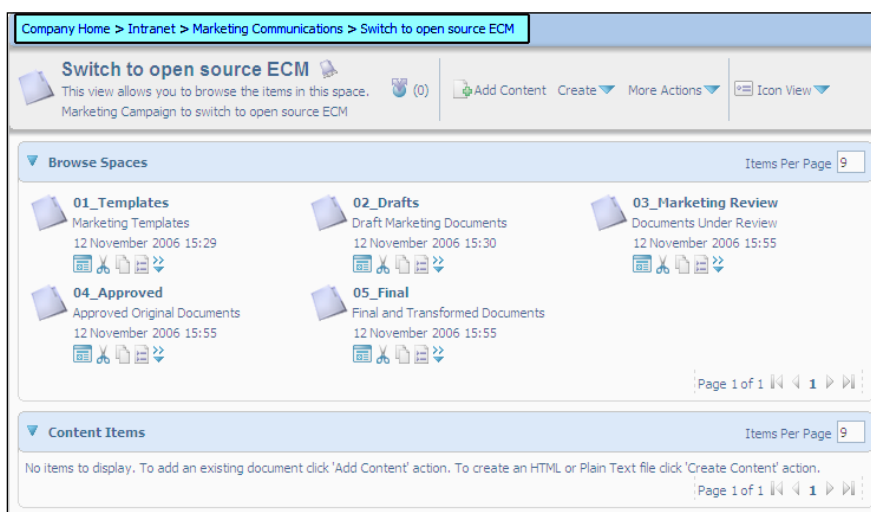 Company Home > Intranet > Marketing Communications > Switch to open source ECM
Switch to open source ECM
This view allows you to browse the items in this space.
Marketing Campaign to switch to open source ECM
(0)
Add Content Create More Actions Icon View
Browse Spaces Items Per Page 9
01_Templates 02_Drafts 03_Marketing Review
Marketing Templates Draft Marketing Documents Documents Under Review
12 November 2006 15:29 12 November 2006 15:30 12 November 2006 15:55
04_Approved 05_Final
Approved Original Documents Final and Transformed Documents
12 November 2006 15:55 12 November 2006 15:55
Page 1 of 1 1
Content Items Items Per Page 9
No items to display. To add an existing document click 'Add Content' action. To create an HTML or Plain Text file click 'Create Content' action.
Page 1 of 1 1